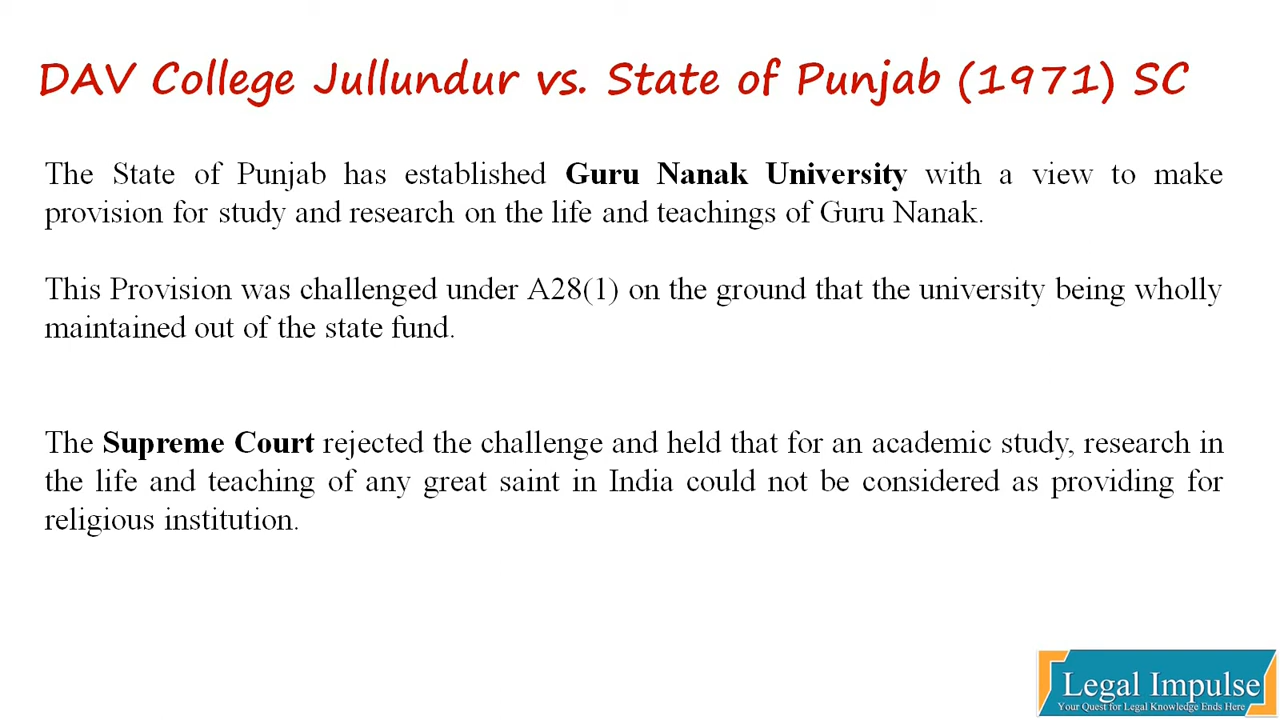 DAV College Jullundur vs. State of Punjab (1971) SC
The State of Punjab has established Guru Nanak University with a view to make
provision for study and research on the life and teachings of Guru Nanak.
This Provision was challenged under A28(1) on the ground that the university being wholly
maintained out of the state fund.
The Supreme Court rejected the challenge and held that for an academic study, research in
the life and teaching of any great saint in India could not be considered as providing for
religious institution.
Legal Impulse
Your Quest for Legal Knowledge Ends Here